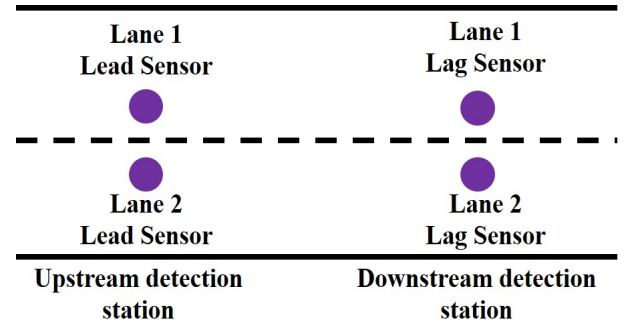 Lane 1
Lead Sensor
Lane 1
Lag Sensor
Lane 2
Lead Sensor
Lane 2
Lag Sensor
Upstream detection
station
Downstream detection
station